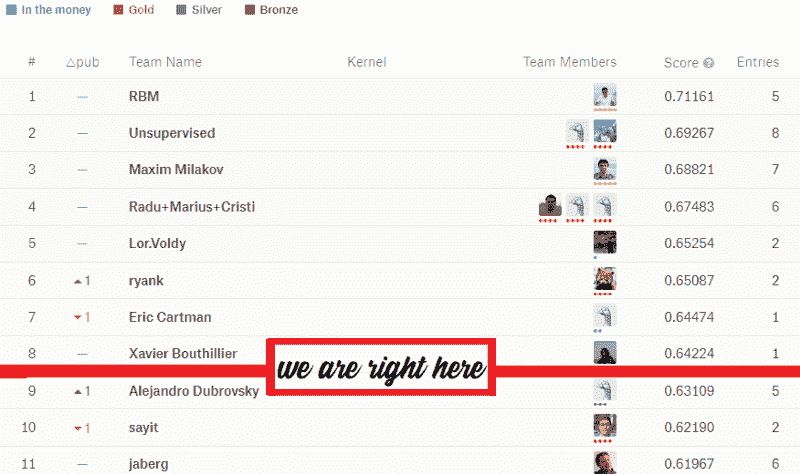 In the money Gold Silver Bronze
# △pub Team Name Kernel Team Members Score Entries
1 — RBM 0.71161 5
2 — Unsupervised 0.69267 8
3 — Maxim Milakov 0.68821 7
4 — Radu+Marius+Cristi 0.67483 6
5 — Lor.Voldy 0.65254 2
6 ▲ 1 ryank 0.65087 2
7 ▼ 1 Eric Cartman 0.64474 1
8 — Xavier Bouthillier 0.64224 1
we are right here
9 ▲ 1 Alejandro Dubrovsky 0.63109 5
10 ▼ 1 sayit 0.62190 2
11 — jaberg 0.61967 6